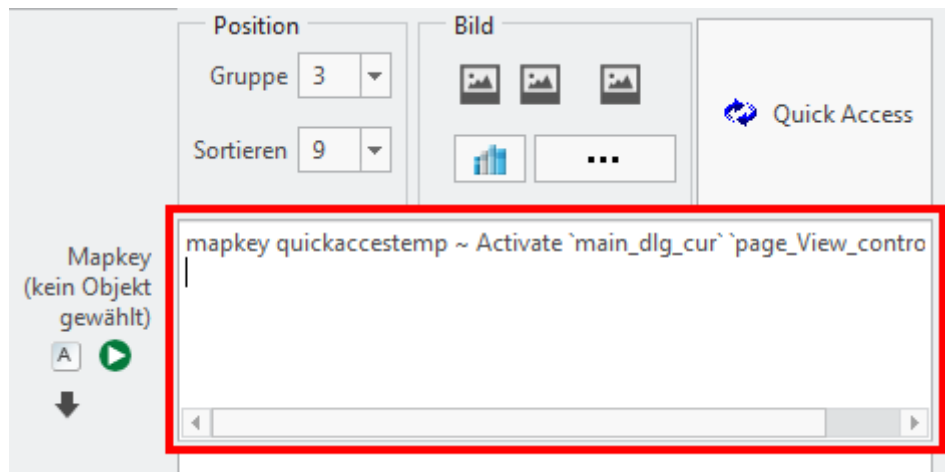 Position
Bild
Gruppe 3
Quick Access
Sortieren 9
...
mapkey quickaccestemp ~ Activate `main_dlg_cur` `page_View_contro
Mapkey
(kein Objekt
gewählt)
A